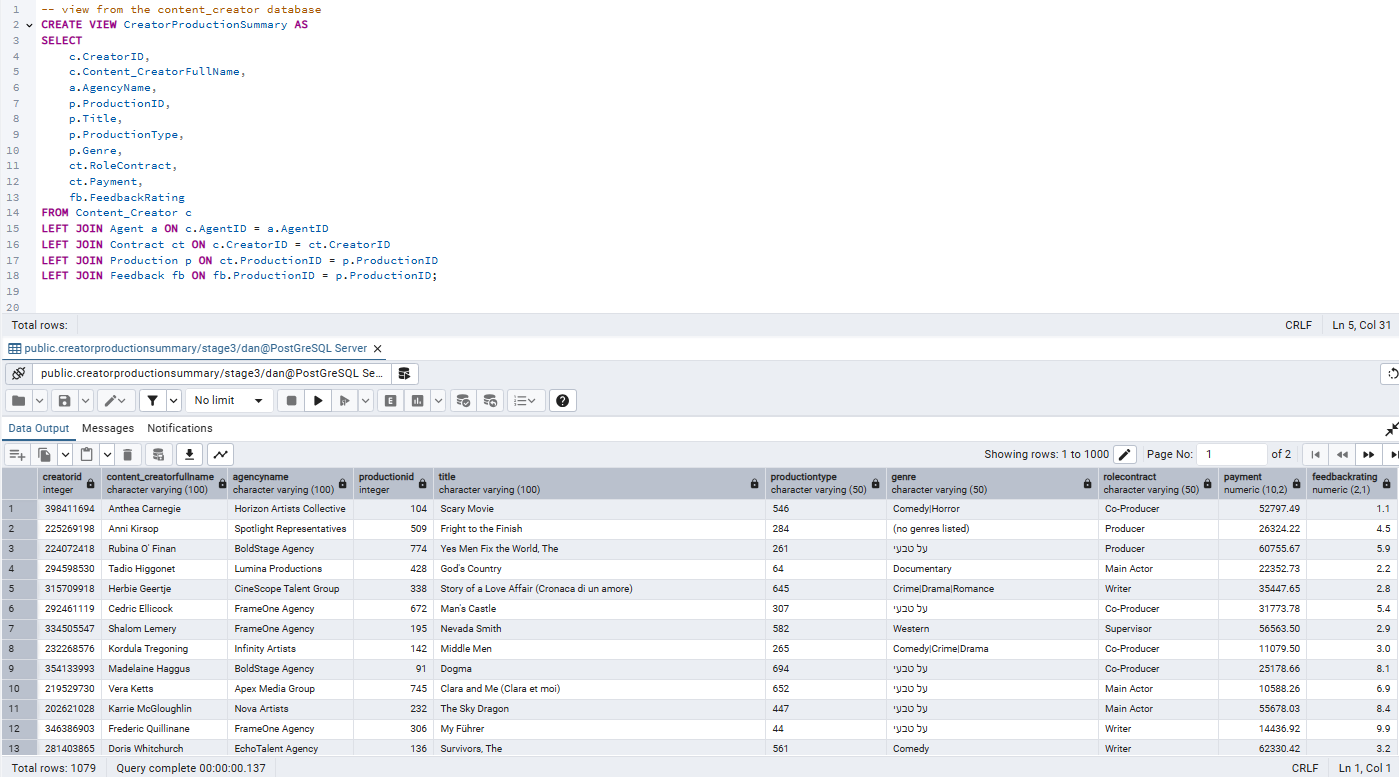 1 -- view from the content_creator database
2 CREATE VIEW CreatorProductionSummary AS
3 SELECT
4 c.CreatorID,
5 c.Content_CreatorFullName,
6 a.AgencyName,
7 p.ProductionID,
8 p.Title,
9 p.ProductionType,
10 p.Genre,
11 ct.RoleContract,
12 ct.Payment,
13 fb.FeedbackRating
14 FROM Content_Creator c
15 LEFT JOIN Agent a ON c.AgentID = a.AgentID
16 LEFT JOIN Contract ct ON c.CreatorID = ct.CreatorID
17 LEFT JOIN Production p ON ct.ProductionID = p.ProductionID
18 LEFT JOIN Feedback fb ON fb.ProductionID = p.ProductionID;
19
20
Total rows: CRLF Ln 5, Col 31
public.creatorproductionsummary/stage3/dan@PostGreSQL Server
public.creatorproductionsummary/stage3/dan@PostGreSQL Se...
No limit E
Data Output Messages Notifications
Showing rows: 1 to 1000 Page No: 1 of 2
creatorid content_creatorfullname agencyname productionid title productiontype genre rolecontract payment feedbackrating
integer character varying (100) character varying (100) integer character varying (100) character varying (50) character varying (50) character varying (50) numeric (10,2) numeric (2,1)
1 398411694 Anthea Carnegie Horizon Artists Collective 104 Scary Movie 546 Comedy|Horror Co-Producer 52797.49 1.1
2 225269198 Anni Kirsop Spotlight Representatives 509 Fright to the Finish 284 (no genres listed) Producer 26324.22 4.5
3 224072418 Rubina O' Finan BoldStage Agency 774 Yes Men Fix the World, The 261 על טבעי Producer 60755.67 5.9
4 294598530 Tadio Higgonet Lumina Productions 428 God's Country 64 Documentary Main Actor 22352.73 2.2
5 315709918 Herbie Geertje CineScope Talent Group 338 Story of a Love Affair (Cronaca di un amore) 645 Crime|Drama|Romance Writer 35447.65 2.8
6 292461119 Cedric Ellicock FrameOne Agency 672 Man's Castle 307 על טבעי Co-Producer 31773.78 5.4
7 334505547 Shalom Lemery FrameOne Agency 195 Nevada Smith 582 Western Supervisor 56563.50 2.9
8 232268576 Kordula Tregoning Infinity Artists 142 Middle Men 265 Comedy|Crime|Drama Co-Producer 11079.50 3.0
9 354133993 Madelaine Haggus BoldStage Agency 91 Dogma 694 על טבעי Co-Producer 25178.66 8.1
10 219529730 Vera Ketts Apex Media Group 745 Clara and Me (Clara et moi) 652 על טבעי Main Actor 10588.26 6.9
11 202621028 Karrie McGloughlin Nova Artists 232 The Sky Dragon 447 על טבעי Main Actor 55678.03 8.4
12 346386903 Frederic Quillinane FrameOne Agency 306 My Führer 44 על טבעי Writer 14436.92 9.9
13 281403865 Doris Whitchurch EchoTalent Agency 136 Survivors, The 561 Comedy Writer 62330.42 3.2
Total rows: 1079 Query complete 00:00:00.137 CRLF Ln 1, Col 1